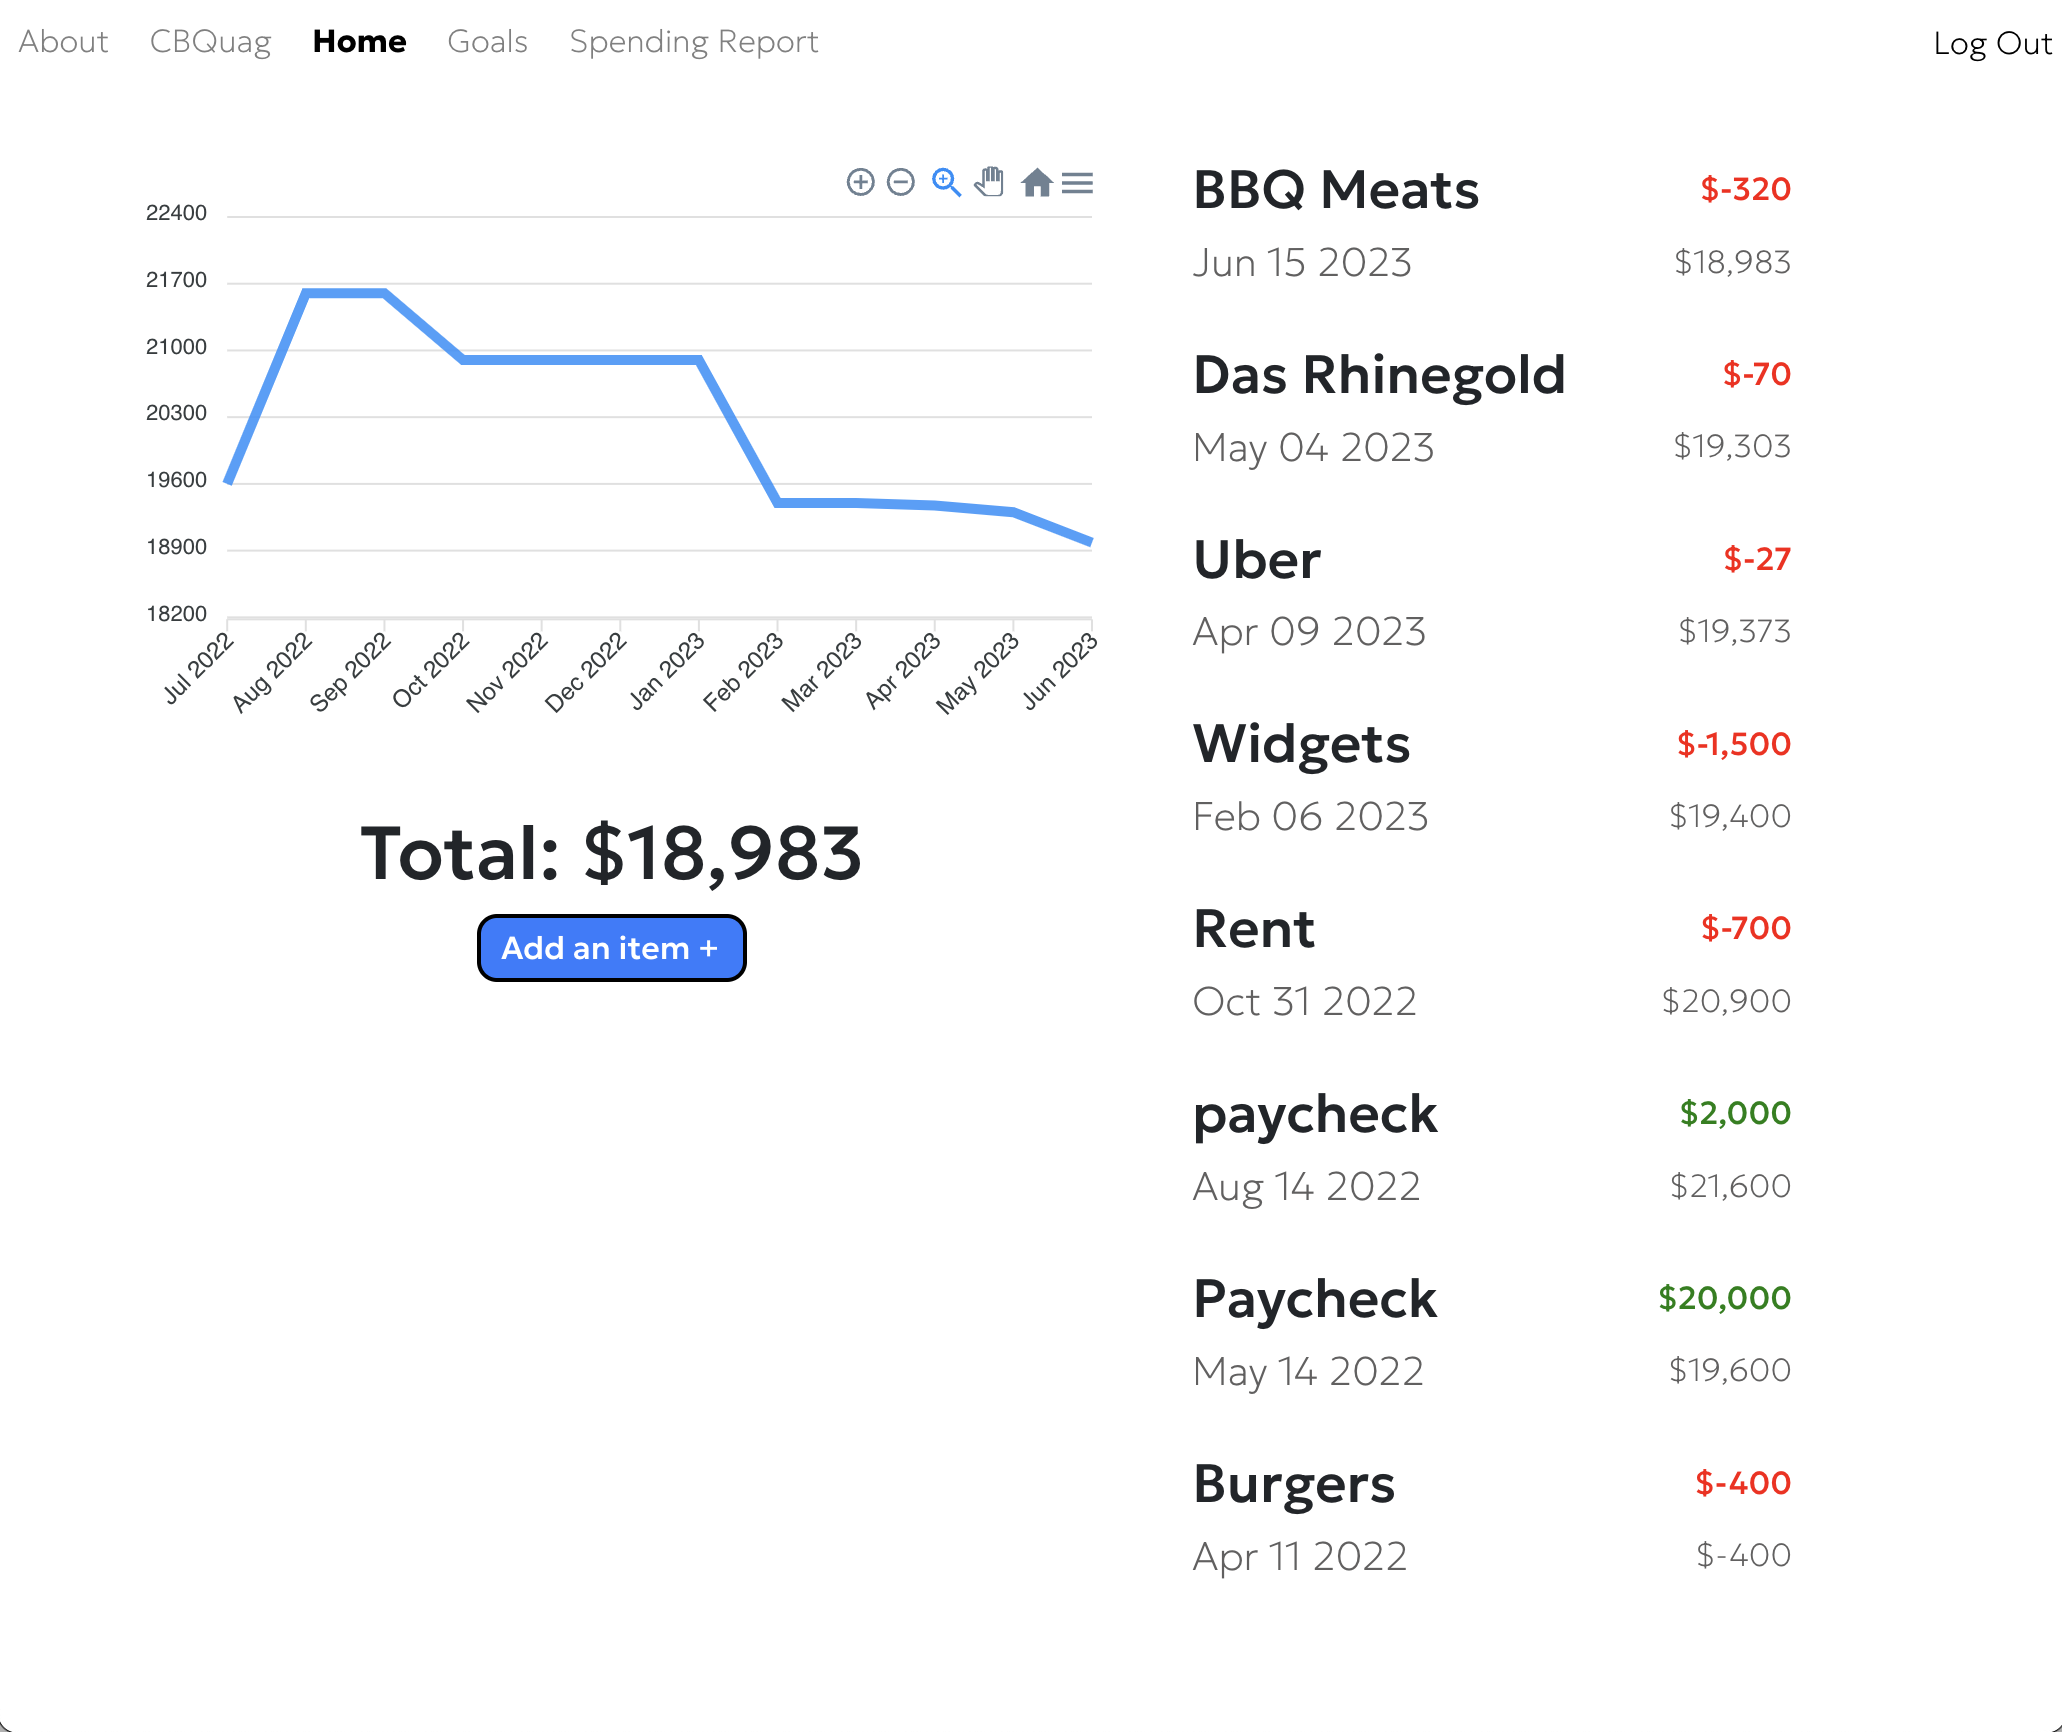 About CBQuag Home Goals Spending Report Log Out
22400
21700
21000
20300
19600
18900
18200
Jul 2022 Aug 2022 Sep 2022 Oct 2022 Nov 2022 Dec 2022 Jan 2023 Feb 2023 Mar 2023 Apr 2023 May 2023 Jun 2023
Total: $18,983
Add an item +
BBQ Meats $-320
Jun 15 2023 $18,983
Das Rhinegold $-70
May 04 2023 $19,303
Uber $-27
Apr 09 2023 $19,373
Widgets $-1,500
Feb 06 2023 $19,400
Rent $-700
Oct 31 2022 $20,900
paycheck $2,000
Aug 14 2022 $21,600
Paycheck $20,000
May 14 2022 $19,600
Burgers $-400
Apr 11 2022 $-400